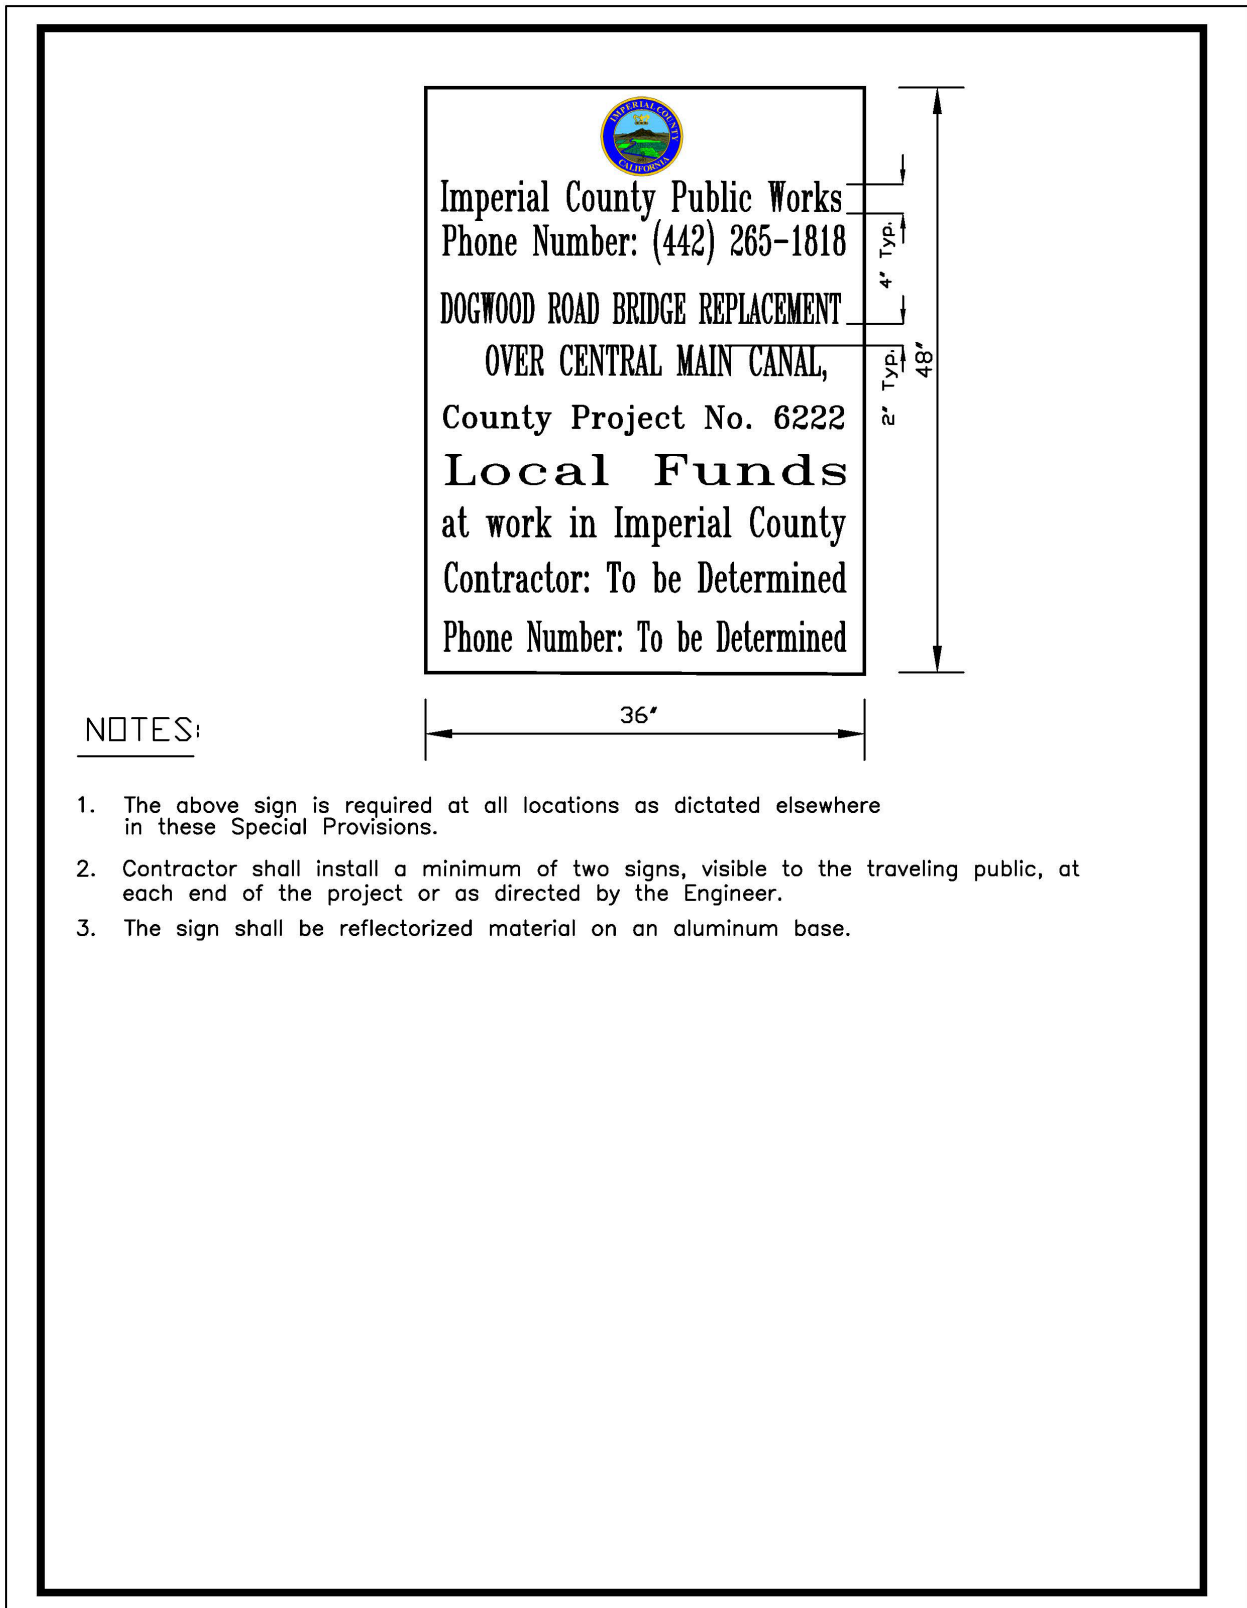 IMPERIAL COUNTY
CALIFORNIA
Imperial County Public Works
Phone Number: (442) 265-1818
DOGWOOD ROAD BRIDGE REPLACEMENT
OVER CENTRAL MAIN CANAL,
County Project No. 6222
Local Funds
at work in Imperial County
Contractor: To be Determined
Phone Number: To be Determined
4" Typ.
2" Typ.
48"
36"
NOTES:
1. The above sign is required at all locations as dictated elsewhere
in these Special Provisions.
2. Contractor shall install a minimum of two signs, visible to the traveling public, at
each end of the project or as directed by the Engineer.
3. The sign shall be reflectorized material on an aluminum base.